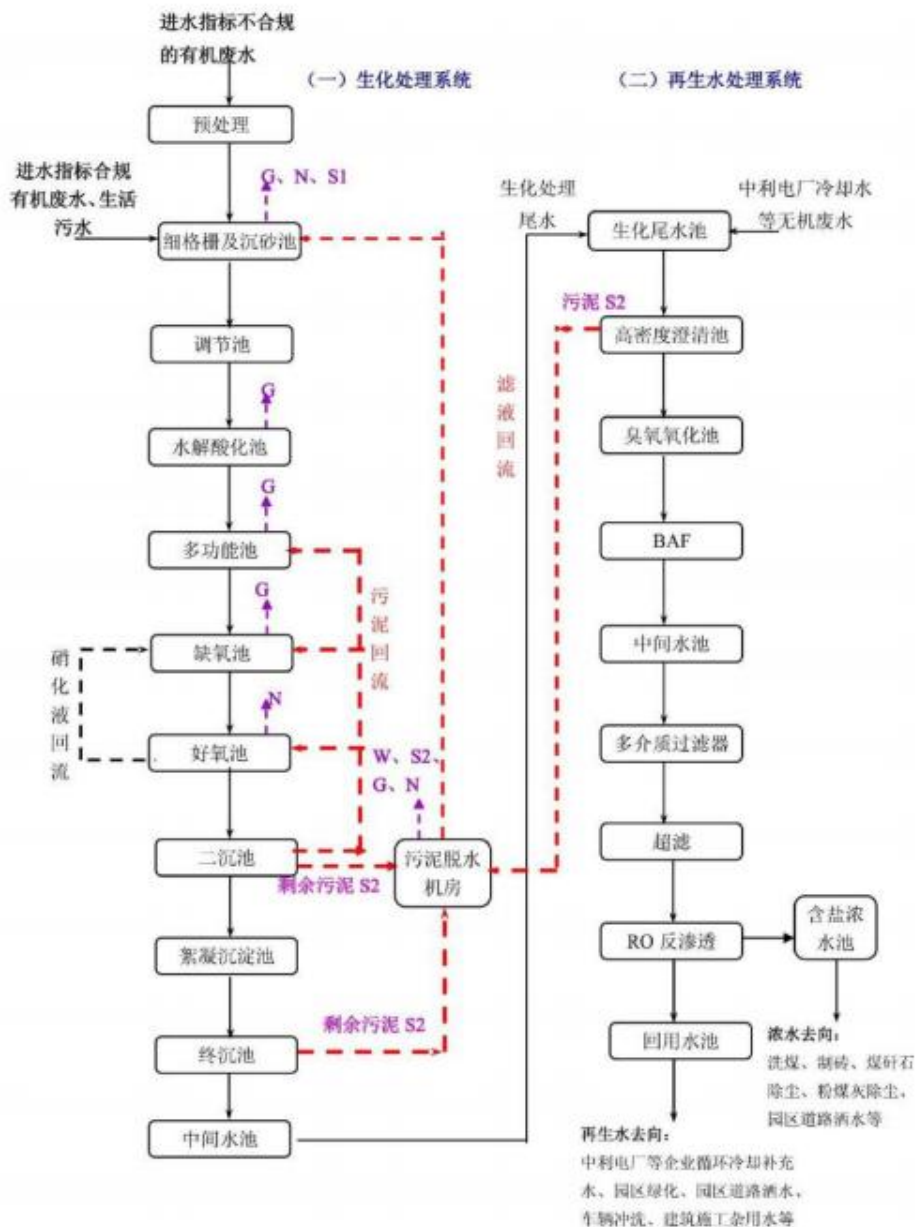 进水指标不合规
的有机废水
（一）生化处理系统
预处理
进水指标合规
有机废水、生活
污水
G、N、S1
细格栅及沉砂池
调节池
G
水解酸化池
G
多功能池
G
缺氧池
N
好氧池
硝化液回流
污泥回流
W、S2、
G、N
二沉池
剩余污泥 S2
污泥脱水
机房
絮凝沉淀池
剩余污泥 S2
终沉池
中间水池
（二）再生水处理系统
生化处理
尾水
中利电厂冷却水
等无机废水
生化尾水池
污泥 S2
高密度澄清池
滤液回流
臭氧氧化池
BAF
中间水池
多介质过滤器
超滤
RO 反渗透
含盐浓
水池
回用水池
浓水去向：
洗煤、制砖、煤矸石
除尘、粉煤灰除尘、
园区道路洒水等
再生水去向：
中利电厂等企业循环冷却补充
水、园区绿化、园区道路洒水、
车辆冲洗、建筑施工杂用水等